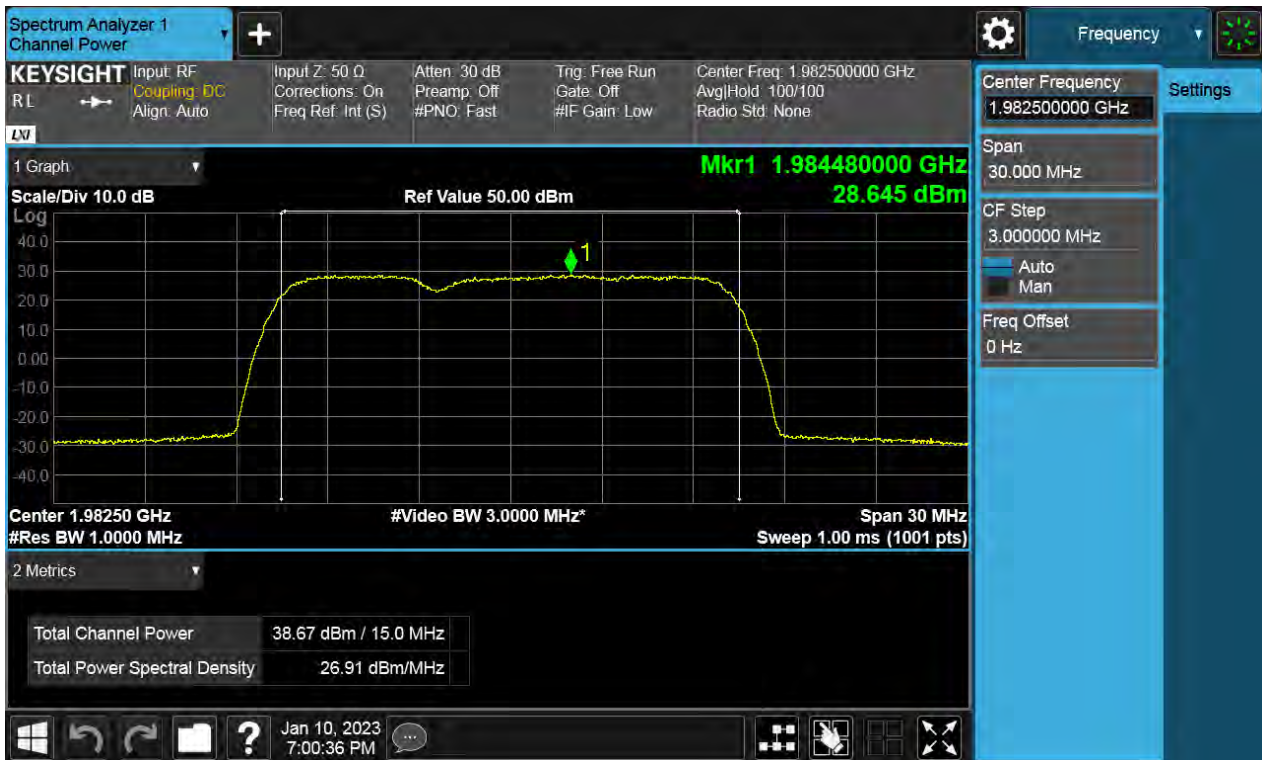 Spectrum Analyzer 1
Channel Power
+
Frequency
KEYSIGHT
RL
LXI
Input: RF
Coupling: DC
Align: Auto
Input Z: 50 Ω
Corrections: On
Freq Ref: Int (S)
Atten: 30 dB
Preamp: Off
#PNO: Fast
Trig: Free Run
Gate: Off
#IF Gain: Low
Center Freq: 1.982500000 GHz
Avg|Hold: 100/100
Radio Std: None
Center Frequency
1.982500000 GHz
Settings
Span
30.000 MHz
CF Step
3.000000 MHz
Auto
Man
Freq Offset
0 Hz
1 Graph
Mkr1 1.984480000 GHz
28.645 dBm
Scale/Div 10.0 dB
Ref Value 50.00 dBm
Log
40.0
30.0
20.0
10.0
0.00
-10.0
-20.0
-30.0
-40.0
1
Center 1.98250 GHz
#Video BW 3.0000 MHz*
Span 30 MHz
#Res BW 1.0000 MHz
Sweep 1.00 ms (1001 pts)
2 Metrics
Total Channel Power 38.67 dBm / 15.0 MHz
Total Power Spectral Density 26.91 dBm/MHz
?
Jan 10, 2023
7:00:36 PM